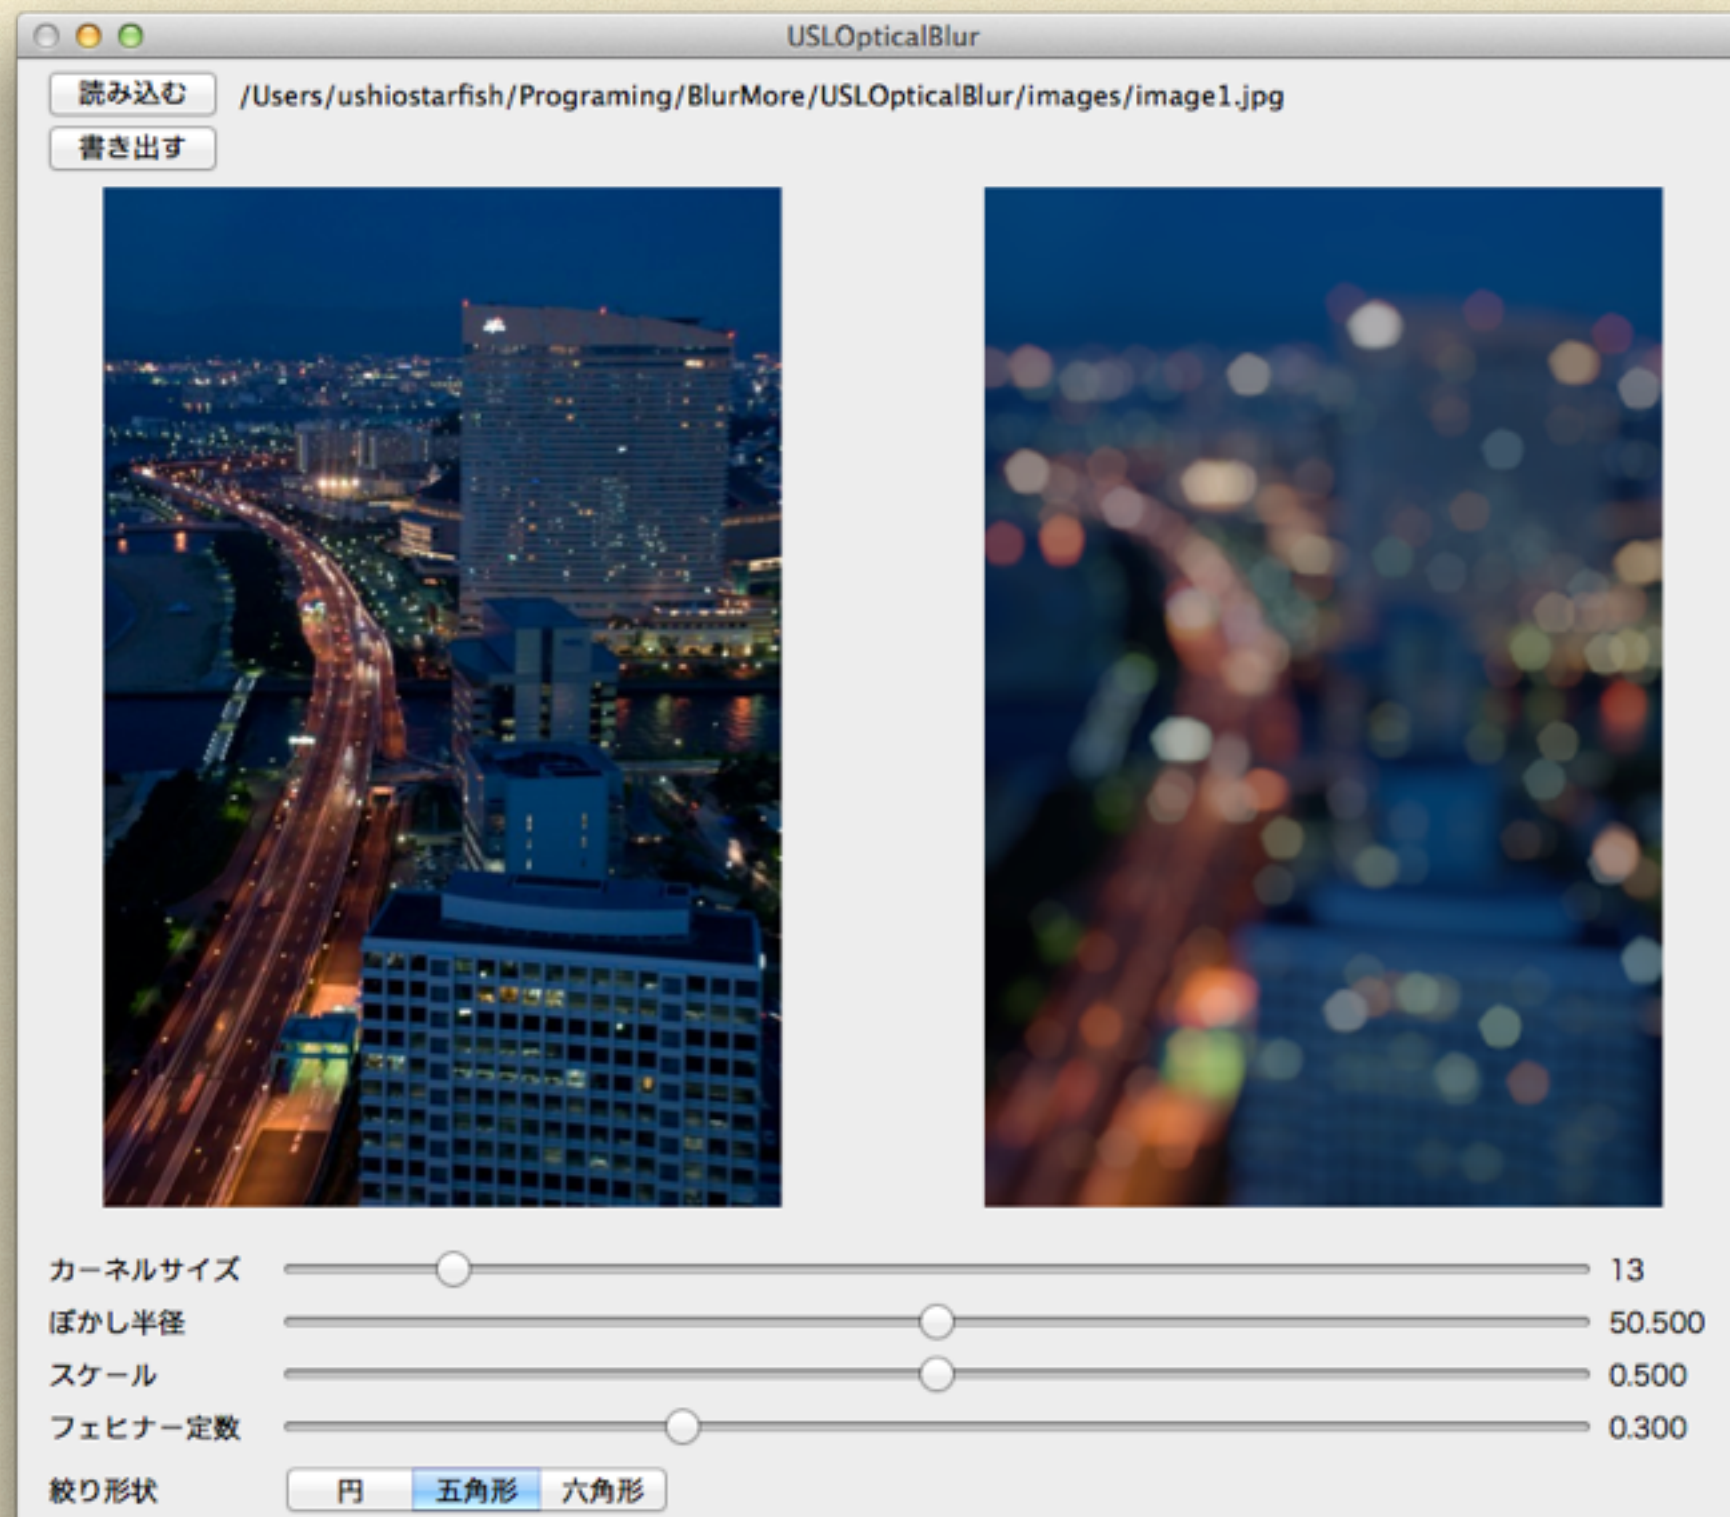 USLOpticalBlur
読み込む /Users/ushiostarfish/Programing/BlurMore/USLOpticalBlur/images/image1.jpg
書き出す
カーネルサイズ 13
ぼかし半径 50.500
スケール 0.500
フェヒナー定数 0.300
絞り形状 円 五角形 六角形